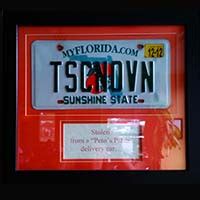 MYFLORIDA.COM
12-12
TSCNDVN
SUNSHINE STATE
Stolen
from a "Pete's Pizza"
delivery car...